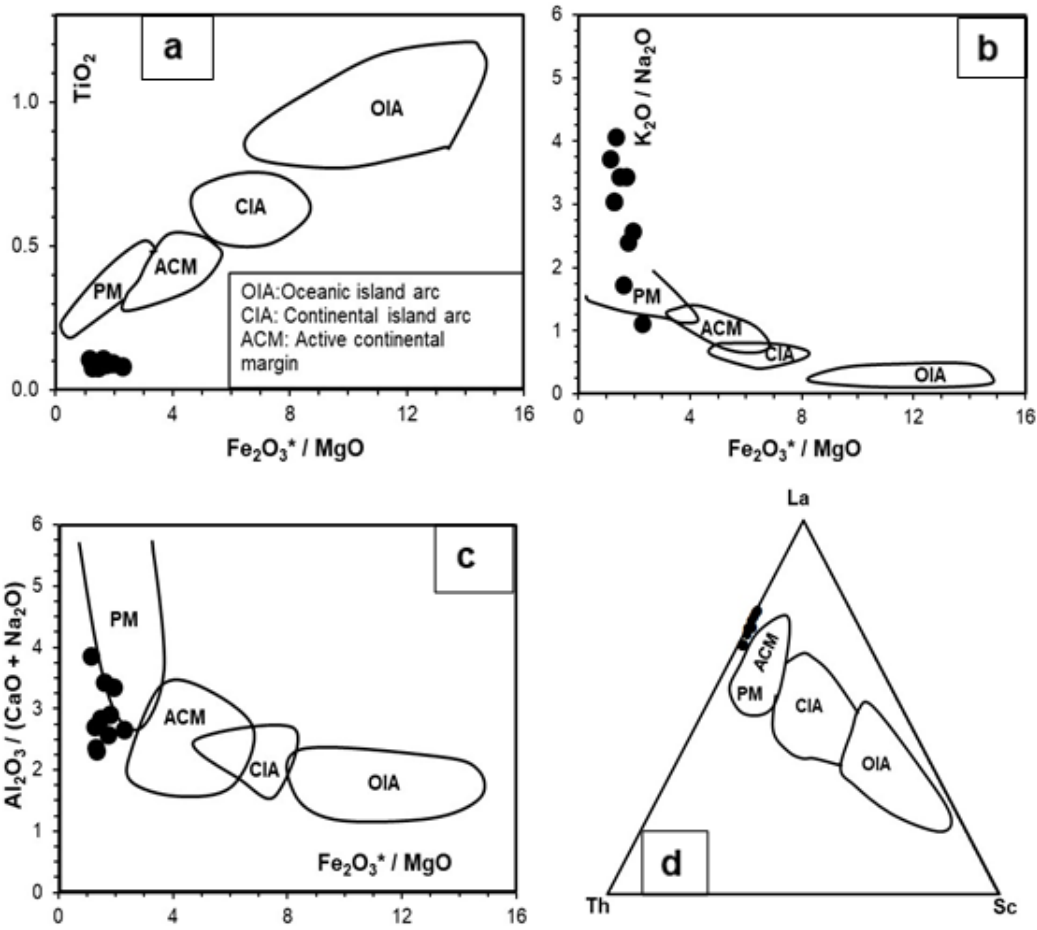 a
TiO₂
1.0
0.5
0.0
OIA
CIA
ACM
PM
OIA:Oceanic island arc
CIA: Continental island arc
ACM: Active continental
margin
0 4 8 12 16
Fe₂O₃* / MgO
b
K₂O / Na₂O
6
5
4
3
2
1
0
PM
ACM
CIA
OIA
0 4 8 12 16
Fe₂O₃* / MgO
c
Al₂O₃ / (CaO + Na₂O)
6
5
4
3
2
1
0
PM
ACM
CIA
OIA
Fe₂O₃* / MgO
0 4 8 12 16
La
ACM
PM
CIA
OIA
d
Th
Sc